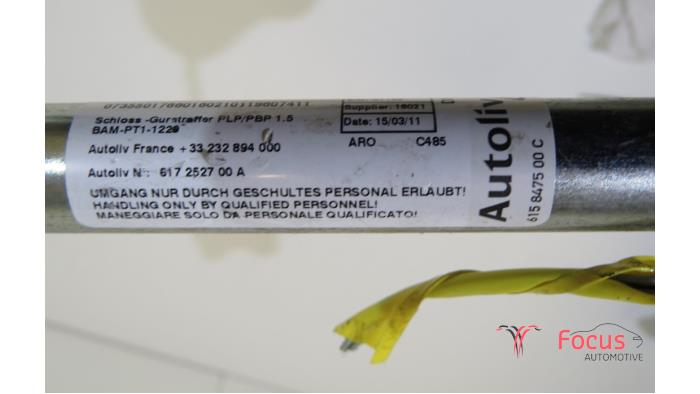 Schloss -Gurstraffer PLP/PBP 1.5
BAM-PT1-1229
Autoliv France +33 232 894 000
Autoliv N°: 617 2527 00 A
UMGANG NUR DURCH GESCHULTES PERSONAL ERLAUBT!
HANDLING ONLY BY QUALIFIED PERSONNEL!
MANEGGIARE SOLO DA PERSONALE QUALIFICATO!
Supplier: 16021
Date: 15/03/11
ARO C485
Autoliv
615 8475 00 C
Focus
AUTOMOTIVE